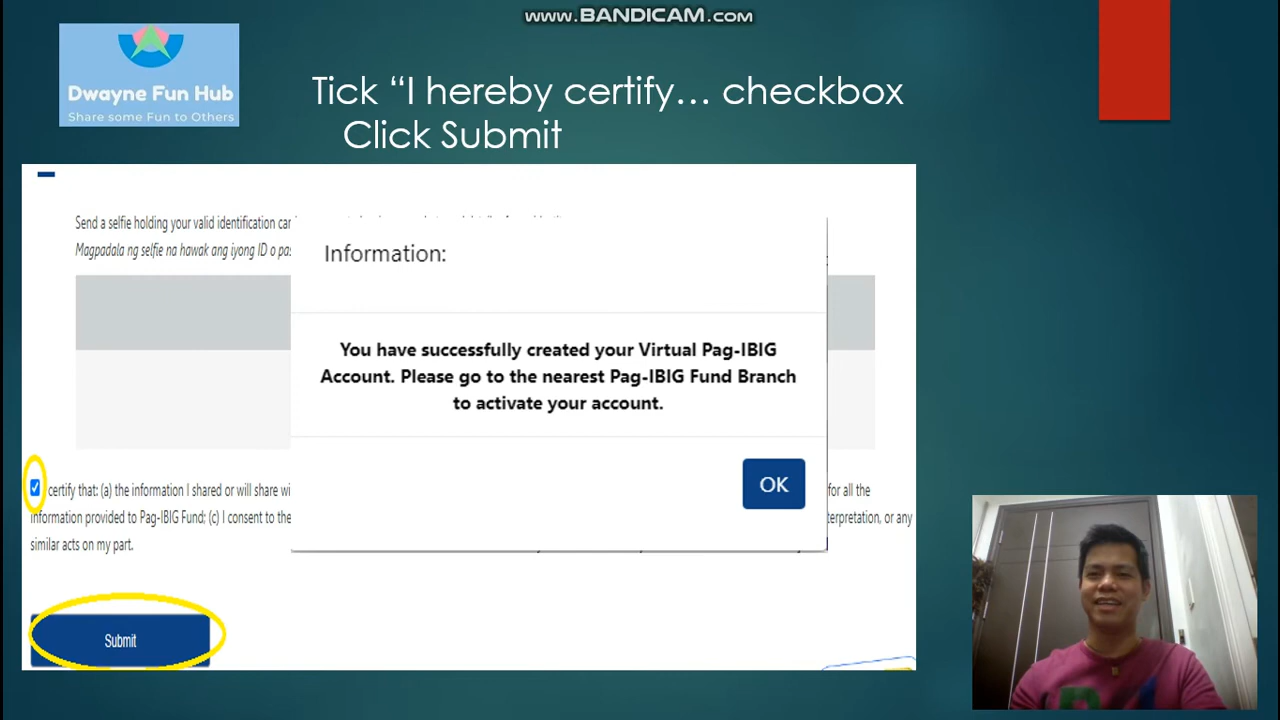 www.BANDICAM.com
Dwayne Fun Hub
Share some Fun to Others
Tick “I hereby certify… checkbox
Click Submit
Send a selfie holding your valid identification
Magpadala ng selfie na hawak ang iyong ID o
Information:
You have successfully created your Virtual Pag-IBIG
Account. Please go to the nearest Pag-IBIG Fund Branch
to activate your account.
OK
certify that: (a) the information I shared or will share for all the
information provided to Pag-IBIG Fund; (c) I consent to the or any
similar acts on my part.
Submit